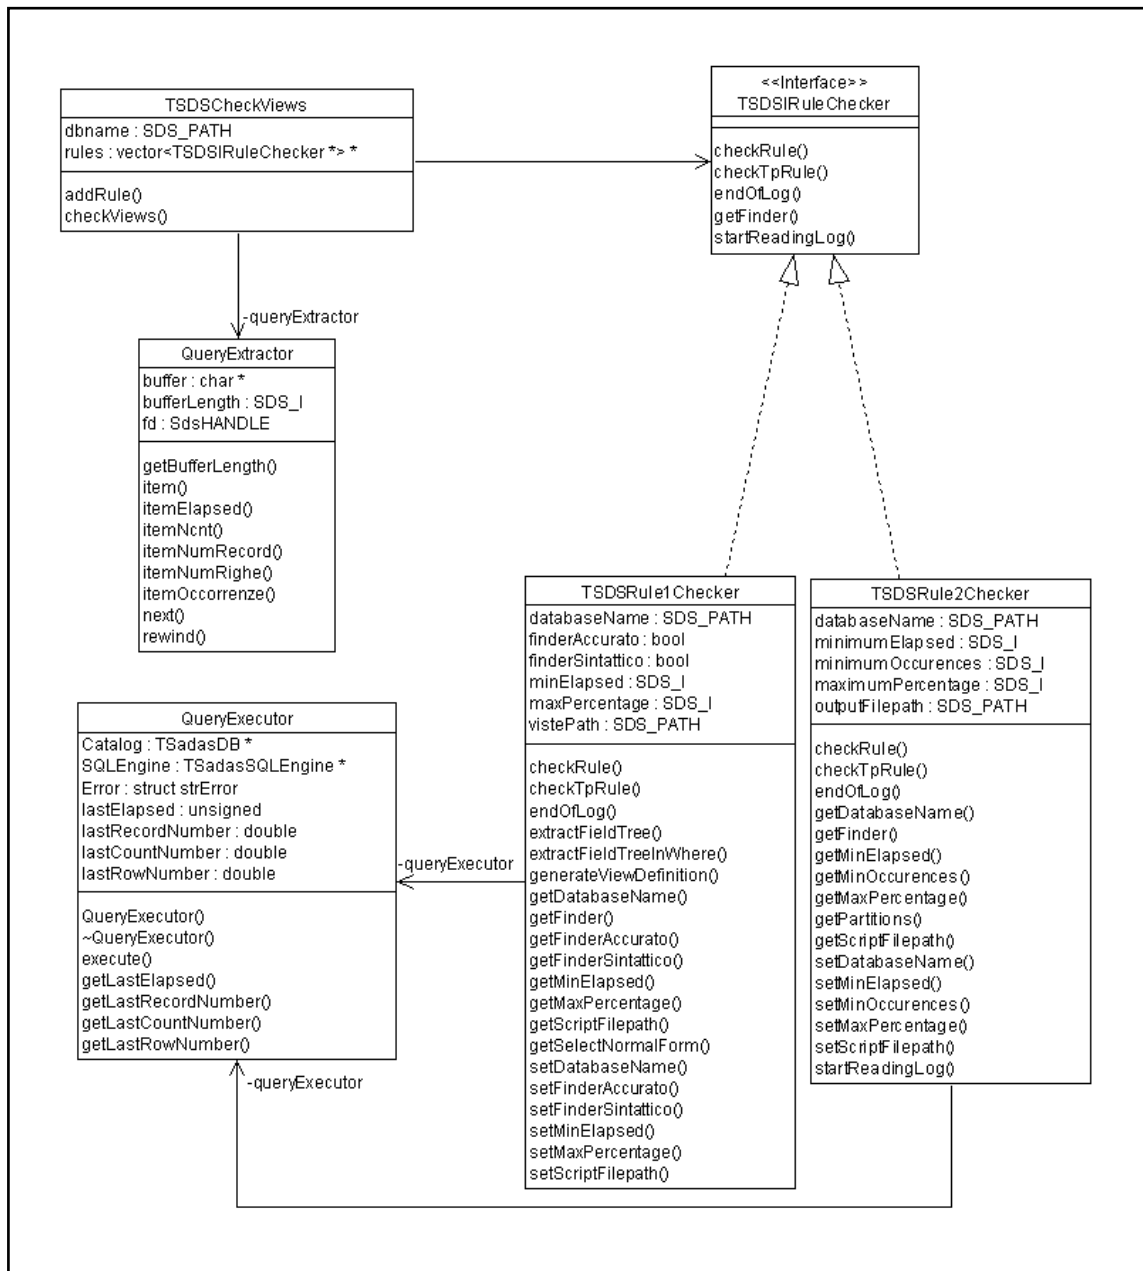 TSDSCheckViews
dbname : SDS_PATH
rules : vector<TSDSIRuleChecker *> *
addRule()
checkViews()
<<Interface>>
TSDSIRuleChecker
checkRule()
checkTpRule()
endOfLog()
getFinder()
startReadingLog()
-queryExtractor
QueryExtractor
buffer : char *
bufferLength : SDS_I
fd : SdsHANDLE
getBufferLength()
item()
itemElapsed()
itemNcnt()
itemNumRecord()
itemNumRighe()
itemOccorrenze()
next()
rewind()
QueryExecutor
Catalog : TSadasDB *
SQLEngine : TSadasSQLEngine *
Error : struct strError
lastElapsed : unsigned
lastRecordNumber : double
lastCountNumber : double
lastRowNumber : double
QueryExecutor()
~QueryExecutor()
execute()
getLastElapsed()
getLastRecordNumber()
getLastCountNumber()
getLastRowNumber()
-queryExecutor
-queryExecutor
TSDSRule1Checker
databaseName : SDS_PATH
finderAccurato : bool
finderSintattico : bool
minElapsed : SDS_I
maxPercentage : SDS_I
vistePath : SDS_PATH
checkRule()
checkTpRule()
endOfLog()
extractFieldTree()
extractFieldTreeInWhere()
generateViewDefinition()
getDatabaseName()
getFinder()
getFinderAccurato()
getFinderSintattico()
getMinElapsed()
getMaxPercentage()
getScriptFilepath()
getSelectNormalForm()
setDatabaseName()
setFinderAccurato()
setFinderSintattico()
setMinElapsed()
setMaxPercentage()
setScriptFilepath()
TSDSRule2Checker
databaseName : SDS_PATH
minimumElapsed : SDS_I
minimumOccurences : SDS_I
maximumPercentage : SDS_I
outputFilepath : SDS_PATH
checkRule()
checkTpRule()
endOfLog()
getDatabaseName()
getFinder()
getMinElapsed()
getMinOccurences()
getMaxPercentage()
getPartitions()
getScriptFilepath()
setDatabaseName()
setMinElapsed()
setMinOccurences()
setMaxPercentage()
setScriptFilepath()
startReadingLog()